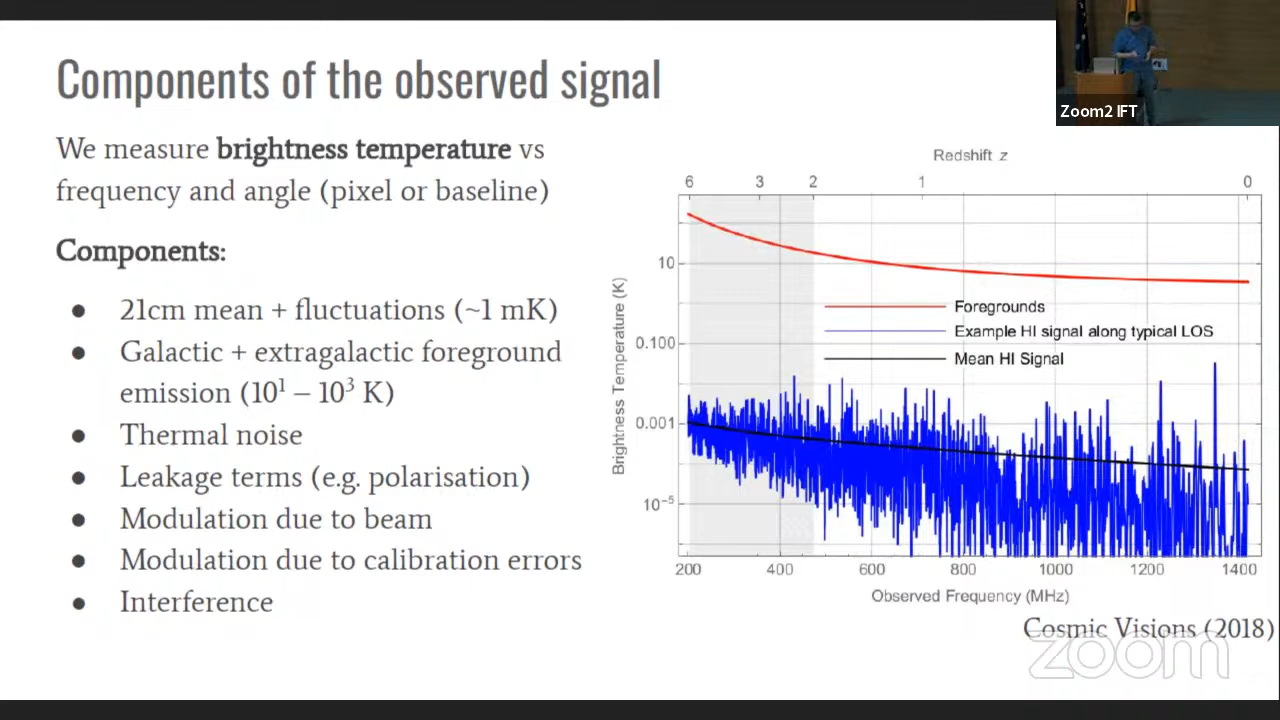 Components of the observed signal
Zoom2 IFT
We measure brightness temperature vs
frequency and angle (pixel or baseline)
Components:
● 21cm mean + fluctuations (~1 mK)
● Galactic + extragalactic foreground
emission (10¹ – 10³ K)
● Thermal noise
● Leakage terms (e.g. polarisation)
● Modulation due to beam
● Modulation due to calibration errors
● Interference
Redshift z
6 3 2 1 0
Brightness Temperature (K)
10
0.100
0.001
10⁻⁵
Foregrounds
Example HI signal along typical LOS
Mean HI Signal
200 400 600 800 1000 1200 1400
Observed Frequency (MHz)
Cosmic Visions (2018)
zoom